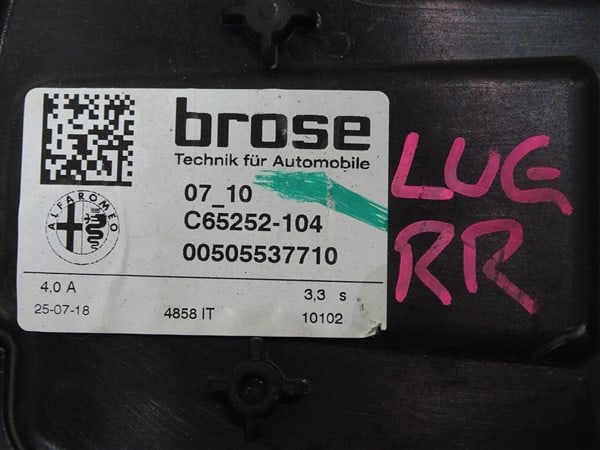 brose
Technik für Automobile
ALFA ROMEO
07_10
C65252-104
00505537710
4.0 A
3,3 s
25-07-18
4858 IT
10102
LUG
RR